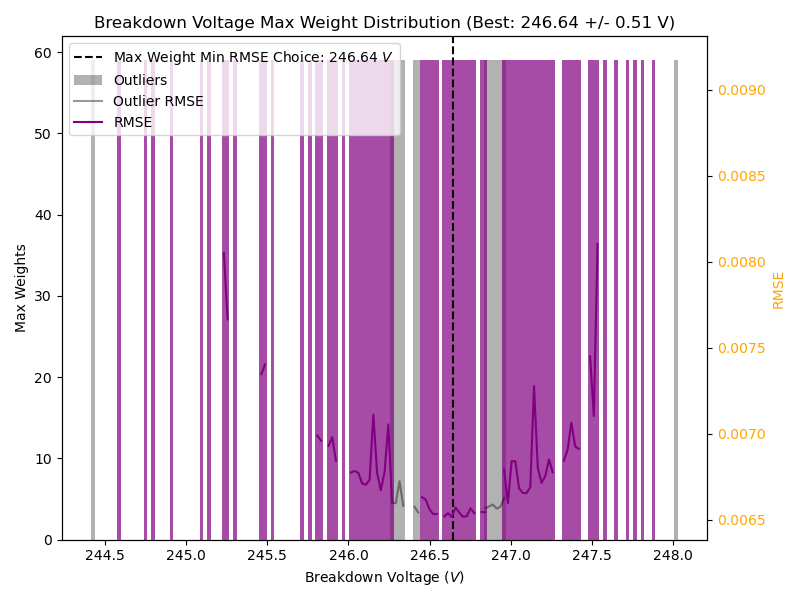 Breakdown Voltage Max Weight Distribution (Best: 246.64 +/- 0.51 V)
Max Weight Min RMSE Choice: 246.64 V
Outliers
Outlier RMSE
RMSE
60
50
40
30
20
10
0
Max Weights
0.0090
0.0085
0.0080
0.0075
0.0070
0.0065
RMSE
244.5 245.0 245.5 246.0 246.5 247.0 247.5 248.0
Breakdown Voltage (V)